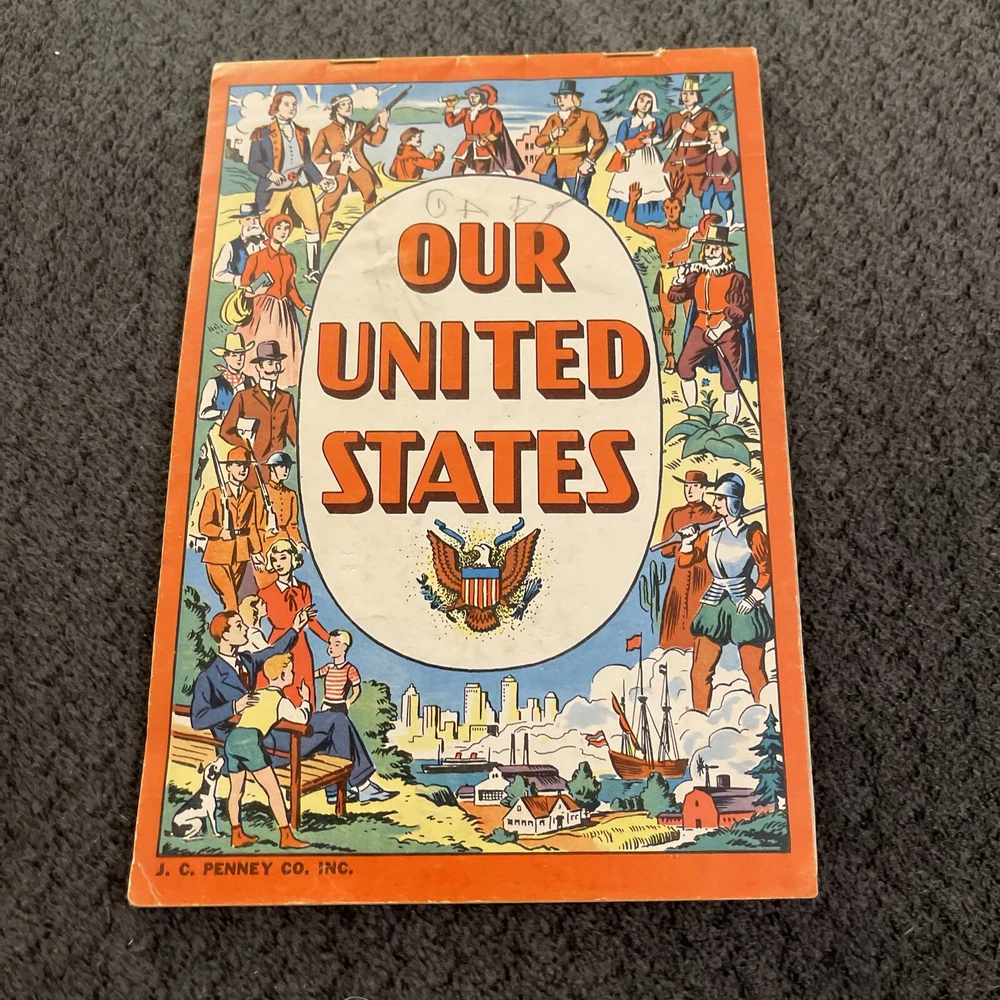 OUR
UNITED
STATES
J. C. PENNEY CO. INC.